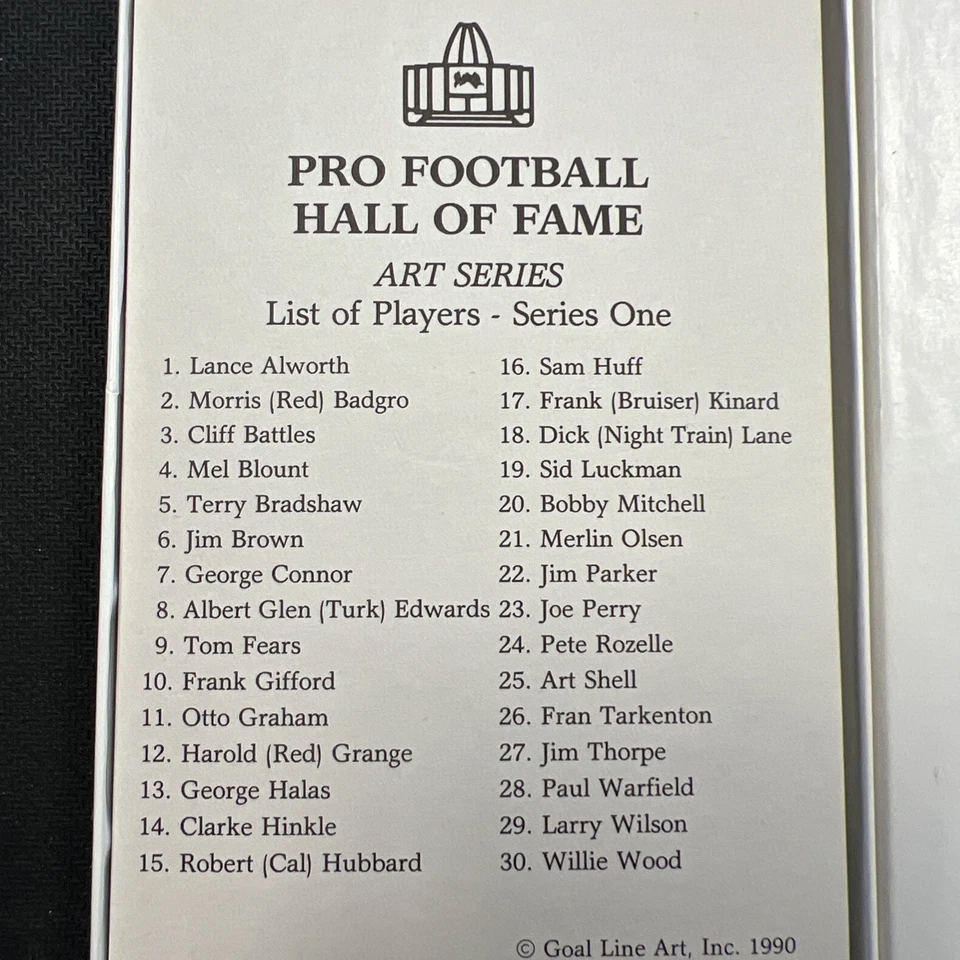 PRO FOOTBALL
HALL OF FAME
ART SERIES
List of Players - Series One
1. Lance Alworth
2. Morris (Red) Badgro
3. Cliff Battles
4. Mel Blount
5. Terry Bradshaw
6. Jim Brown
7. George Connor
8. Albert Glen (Turk) Edwards
9. Tom Fears
10. Frank Gifford
11. Otto Graham
12. Harold (Red) Grange
13. George Halas
14. Clarke Hinkle
15. Robert (Cal) Hubbard
16. Sam Huff
17. Frank (Bruiser) Kinard
18. Dick (Night Train) Lane
19. Sid Luckman
20. Bobby Mitchell
21. Merlin Olsen
22. Jim Parker
23. Joe Perry
24. Pete Rozelle
25. Art Shell
26. Fran Tarkenton
27. Jim Thorpe
28. Paul Warfield
29. Larry Wilson
30. Willie Wood
© Goal Line Art, Inc. 1990